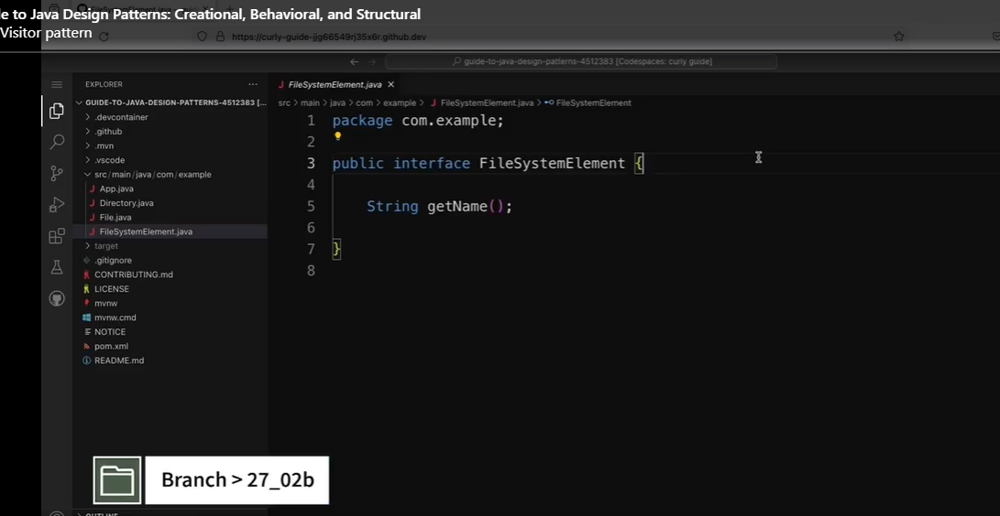 le to Java Design Patterns: Creational, Behavioral, and Structural
Visitor pattern
https://curly-guide-jjg66549rj35x6r.github.dev
guide-to-java-design-patterns-4512383 [Codespaces: curly guide]
EXPLORER
GUIDE-TO-JAVA-DESIGN-PATTERNS-4512383 [...
.devcontainer
.github
.mvn
.vscode
src/main/java/com/example
App.java
Directory.java
File.java
FileSystemElement.java
target
.gitignore
CONTRIBUTING.md
LICENSE
mvnw
mvnw.cmd
NOTICE
pom.xml
README.md
OUTLINE
FileSystemElement.java
src > main > java > com > example > FileSystemElement.java > FileSystemElement
1 package com.example;
2
3 public interface FileSystemElement {
4
5 String getName();
6
7 }
8
Branch > 27_02b